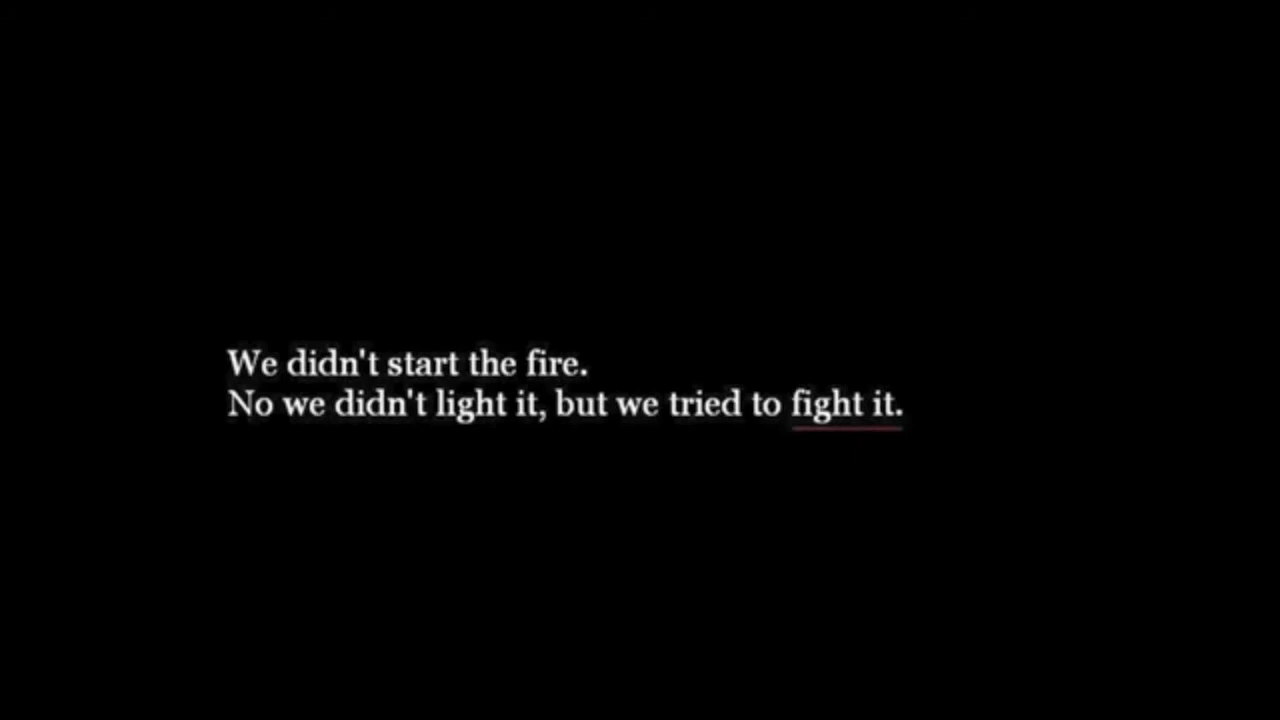 We didn't start the fire.
No we didn't light it, but we tried to fight it.